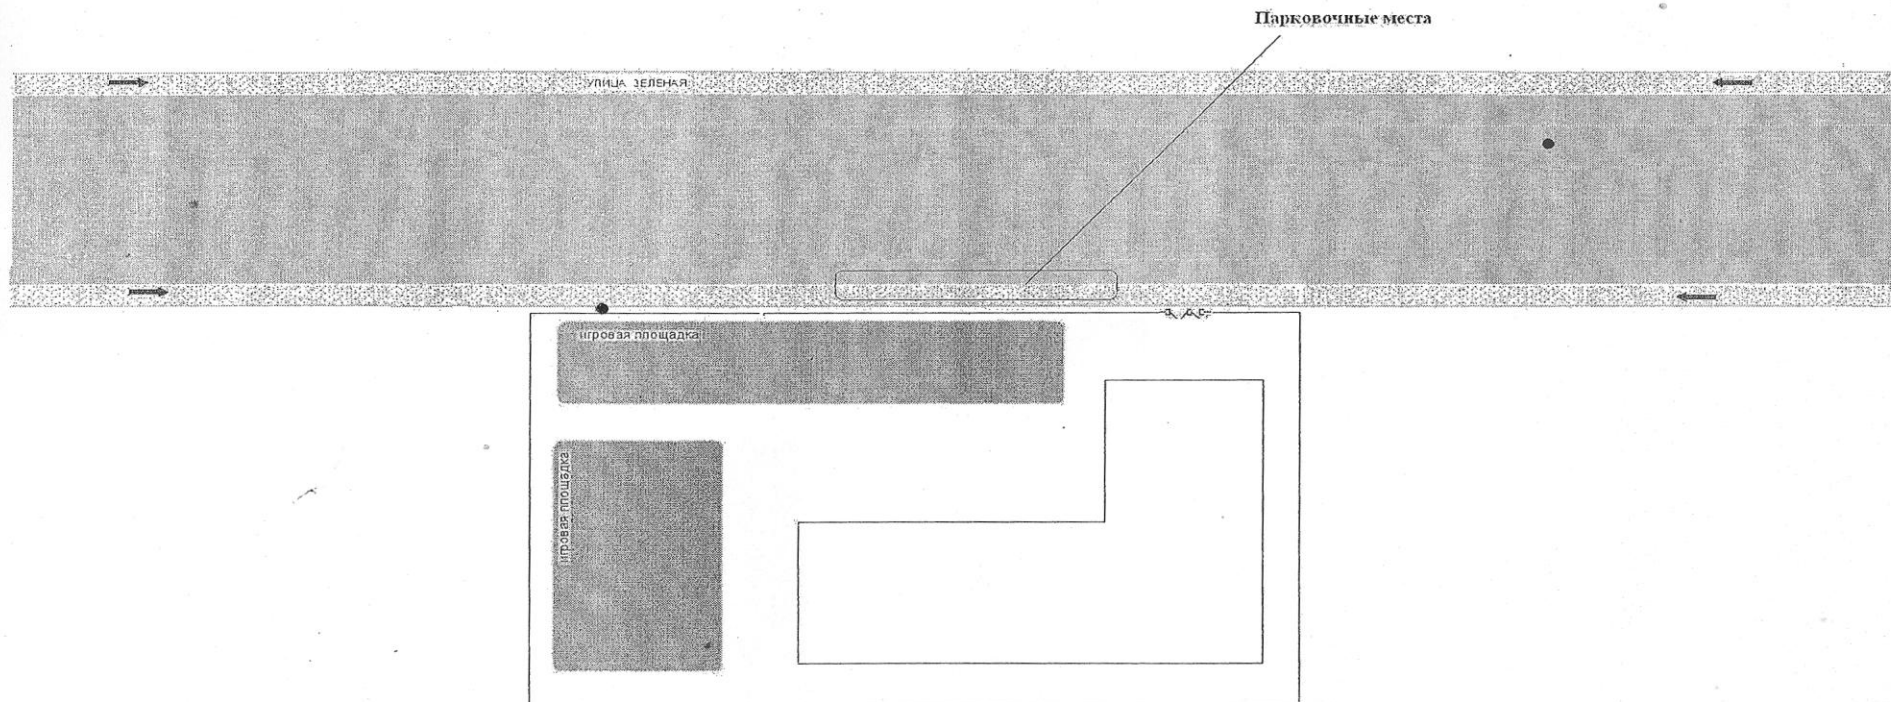 Парковочные места
УЛИЦА ЗЕЛЕНАЯ
игровая площадка
игровая площадка